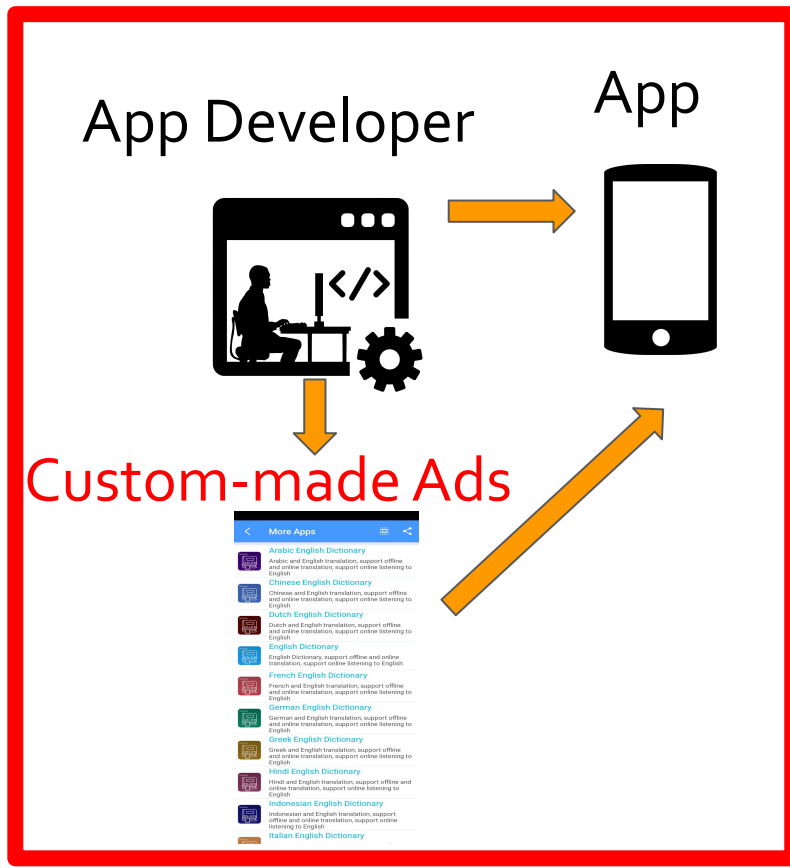 App Developer
App
</>
Custom-made Ads
More Apps
Arabic English Dictionary
Arabic and English translation, support offline
and online translation, support online listening to
English
Chinese English Dictionary
Chinese and English translation, support offline
and online translation, support online listening to
English
Dutch English Dictionary
Dutch and English translation, support offline
and online translation, support online listening to
English
English Dictionary
English Dictionary, support offline and online
translation, support online listening to English
French English Dictionary
French and English translation, support offline
and online translation, support online listening to
English
German English Dictionary
German and English translation, support offline
and online translation, support online listening to
English
Greek English Dictionary
Greek and English translation, support offline
and online translation, support online listening to
English
Hindi English Dictionary
Hindi and English translation, support offline and
online translation, support online listening to
English
Indonesian English Dictionary
Indonesian and English translation, support
offline and online translation, support online
listening to English
Italian English Dictionary